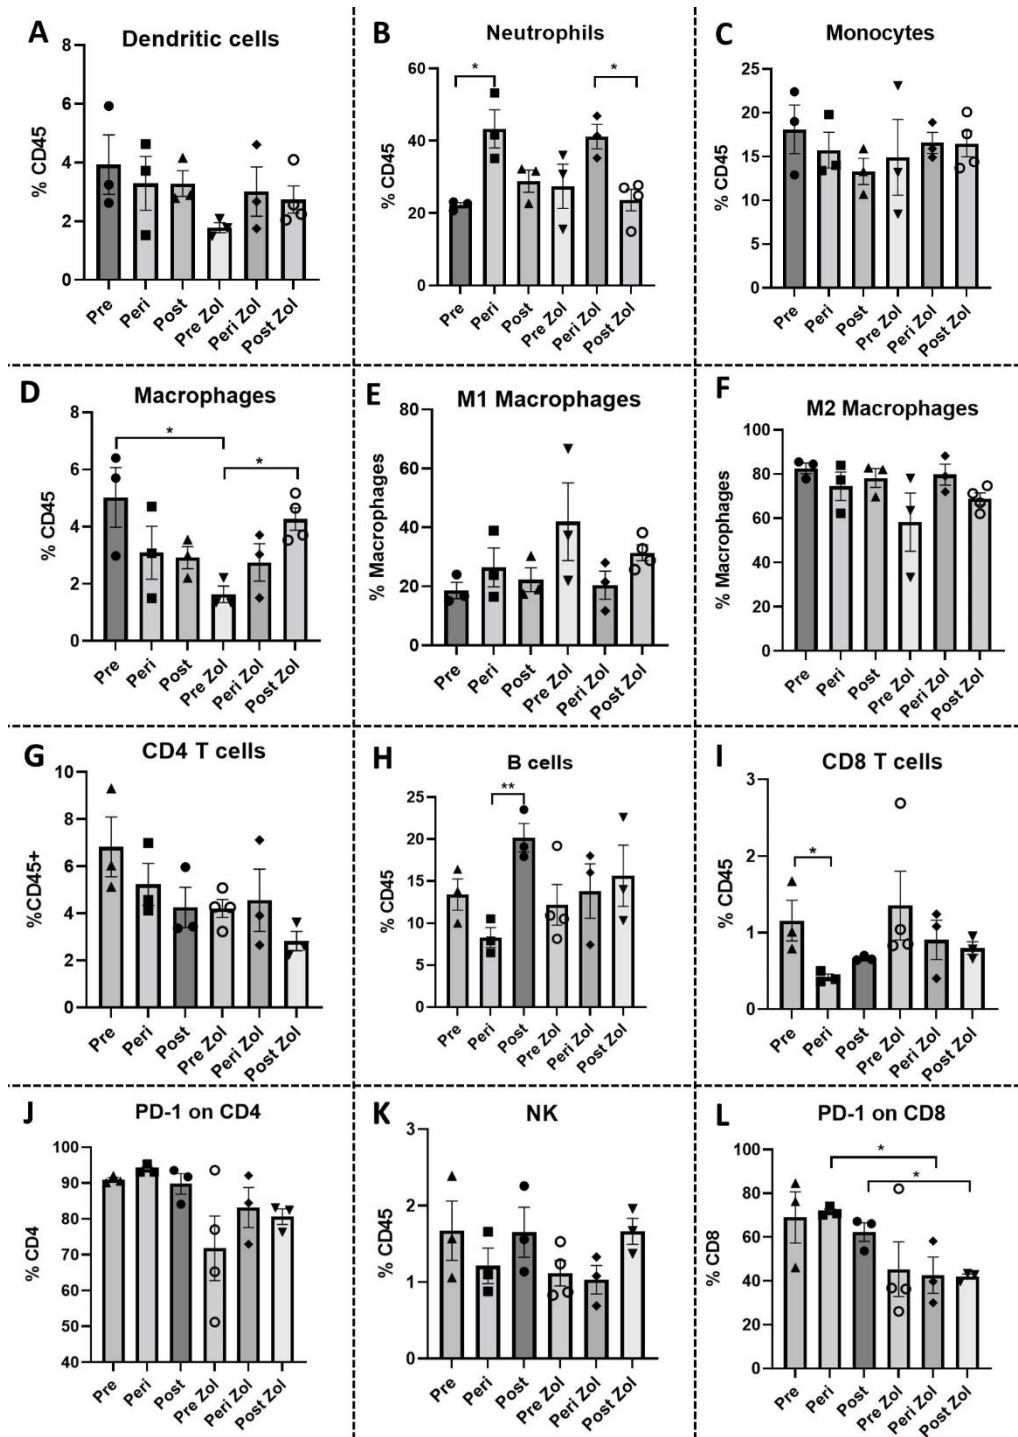 A
Dendritic cells
% CD45
8
6
4
2
0
Pre
Peri
Post
Pre Zol
Peri Zol
Post Zol
B
Neutrophils
% CD45
60
40
20
0
*
*
Pre
Peri
Post
Pre Zol
Peri Zol
Post Zol
C
Monocytes
% CD45
25
20
15
10
5
0
Pre
Peri
Post
Pre Zol
Peri Zol
Post Zol
D
Macrophages
% CD45
8
6
4
2
0
*
*
Pre
Peri
Post
Pre Zol
Peri Zol
Post Zol
E
M1 Macrophages
% Macrophages
80
60
40
20
0
Pre
Peri
Post
Pre Zol
Peri Zol
Post Zol
F
M2 Macrophages
% Macrophages
100
80
60
40
20
0
Pre
Peri
Post
Pre Zol
Peri Zol
Post Zol
G
CD4 T cells
%CD45+
10
8
6
4
2
0
Pre
Peri
Post
Pre Zol
Peri Zol
Post Zol
H
B cells
% CD45
25
20
15
10
5
0
**
Pre
Peri
Post
Pre Zol
Peri Zol
Post Zol
I
CD8 T cells
% CD45
3
2
1
0
*
Pre
Peri
Post
Pre Zol
Peri Zol
Post Zol
J
PD-1 on CD4
% CD4
100
90
80
70
60
50
40
Pre
Peri
Post
Pre Zol
Peri Zol
Post Zol
K
NK
% CD45
3
2
1
0
Pre
Peri
Post
Pre Zol
Peri Zol
Post Zol
L
PD-1 on CD8
% CD8
100
80
60
40
20
0
*
*
Pre
Peri
Post
Pre Zol
Peri Zol
Post Zol